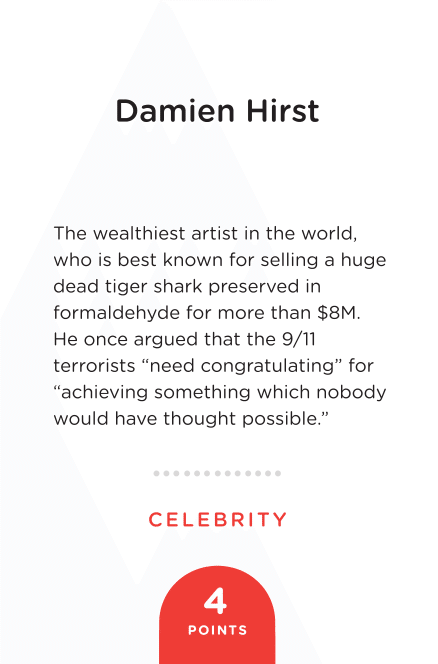 Damien Hirst
The wealthiest artist in the world,
who is best known for selling a huge
dead tiger shark preserved in
formaldehyde for more than $8M.
He once argued that the 9/11
terrorists “need congratulating” for
“achieving something which nobody
would have thought possible.”
CELEBRITY
4
POINTS